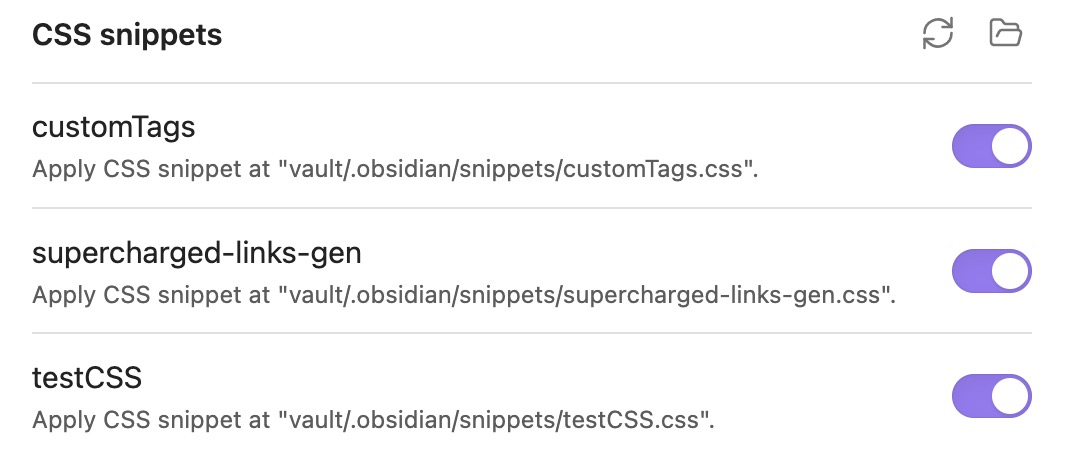 CSS snippets
customTags
Apply CSS snippet at "vault/.obsidian/snippets/customTags.css".
supercharged-links-gen
Apply CSS snippet at "vault/.obsidian/snippets/supercharged-links-gen.css".
testCSS
Apply CSS snippet at "vault/.obsidian/snippets/testCSS.css".